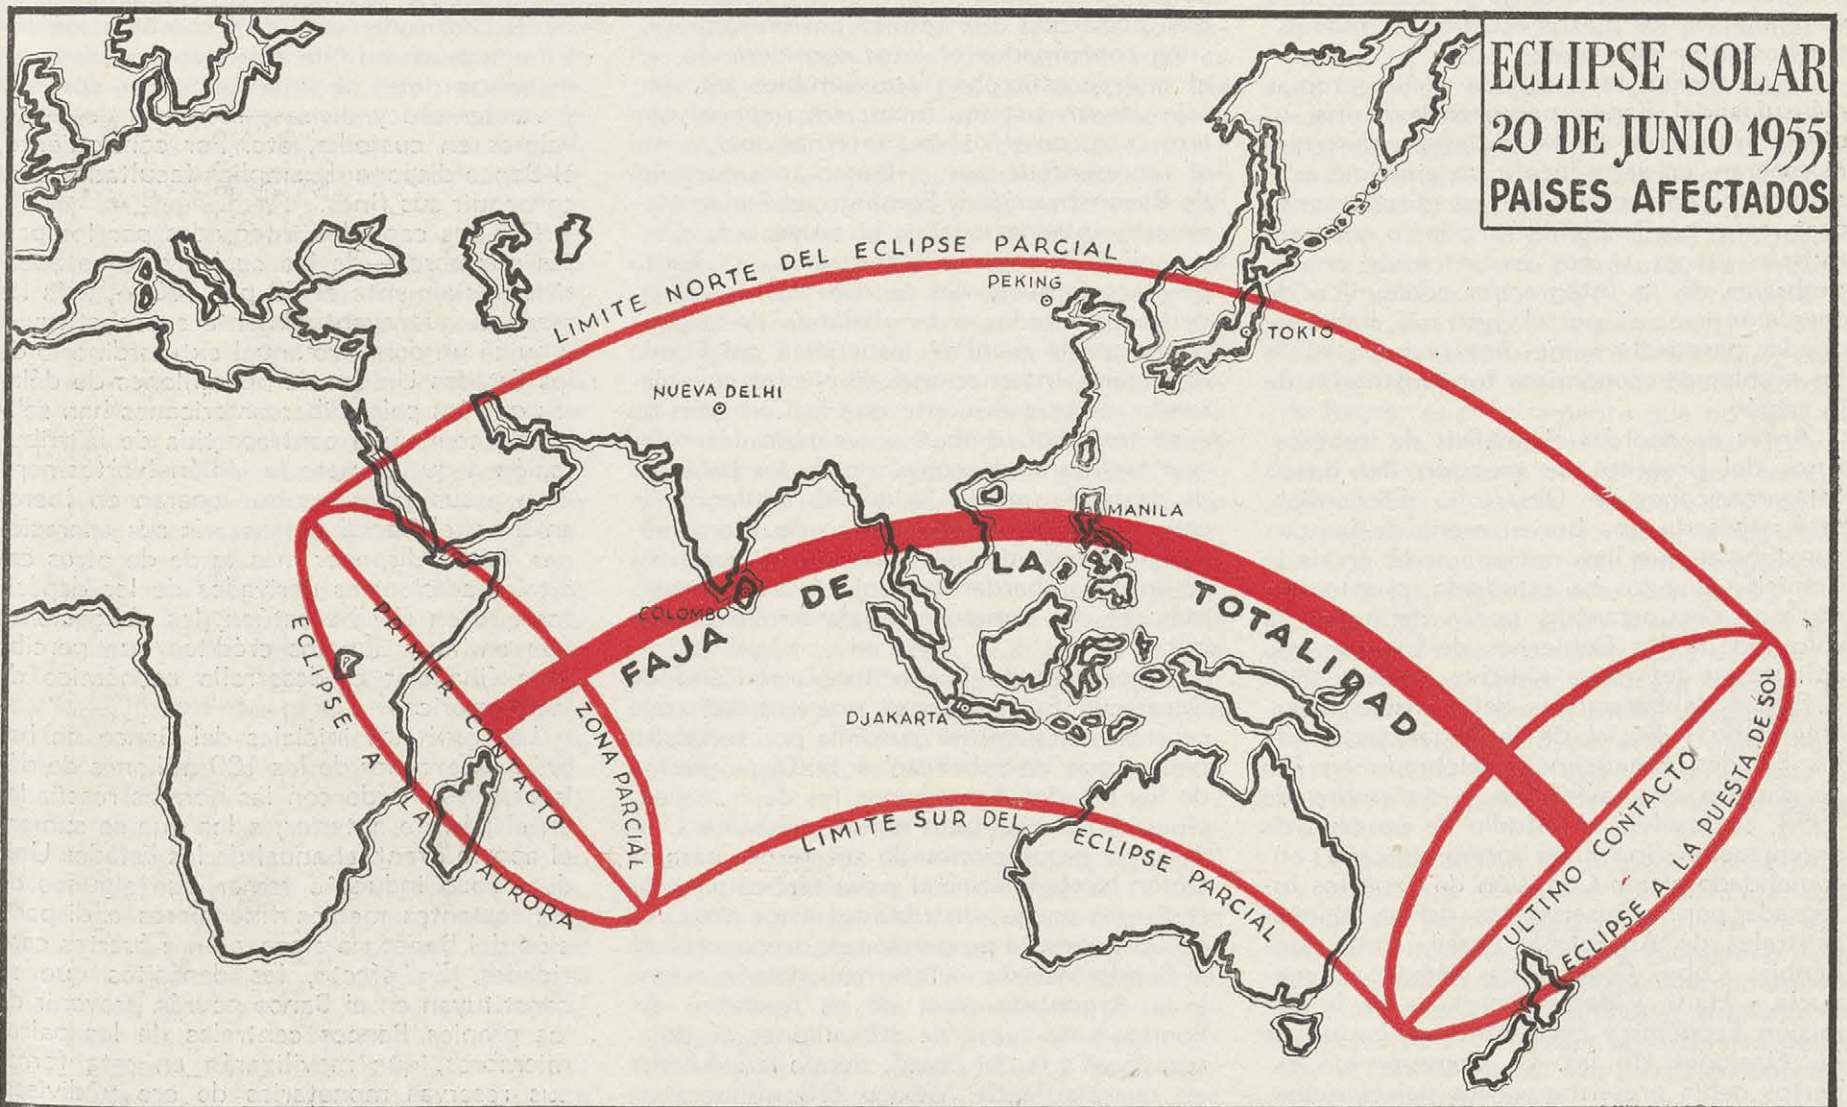 ECLIPSE SOLAR
20 DE JUNIO 1955
PAISES AFECTADOS
LIMITE NORTE DEL ECLIPSE PARCIAL
PEKING
TOKIO
NUEVA DELHI
MANILA
COLOMBO
FAJA DE LA TOTALIDAD
DJAKARTA
ECLIPSE A LA AURORA
PRIMER CONTACTO
ZONA PARCIAL
LIMITE SUR DEL ECLIPSE PARCIAL
ULTIMO CONTACTO
ECLIPSE A LA PUESTA DE SOL